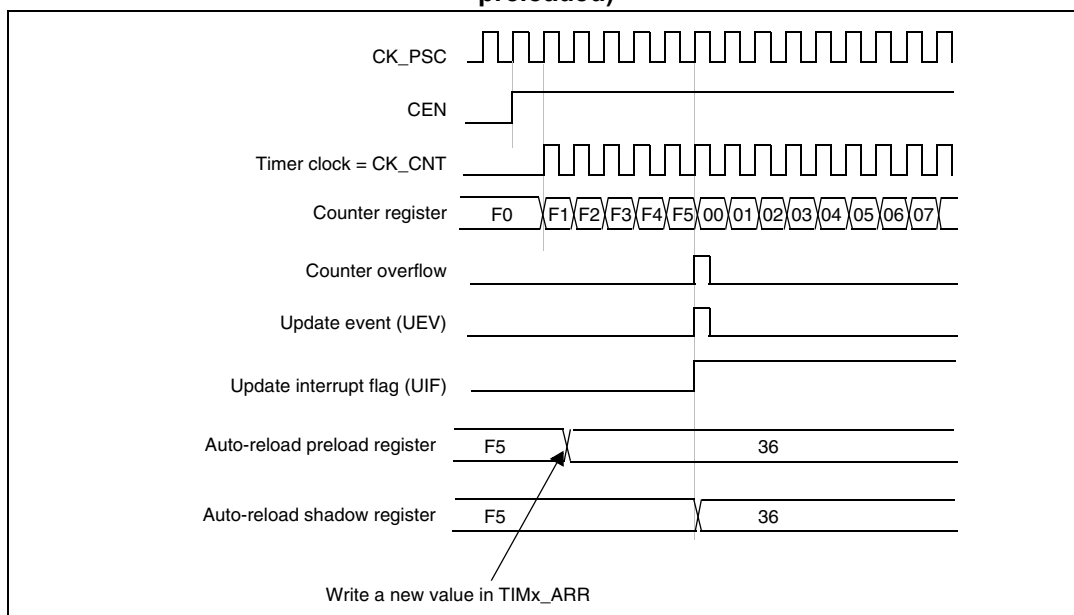 preloaded)
CK_PSC
CEN
Timer clock = CK_CNT
Counter register F0 F1 F2 F3 F4 F5 00 01 02 03 04 05 06 07
Counter overflow
Update event (UEV)
Update interrupt flag (UIF)
Auto-reload preload register F5 36
Auto-reload shadow register F5 36
Write a new value in TIMx_ARR